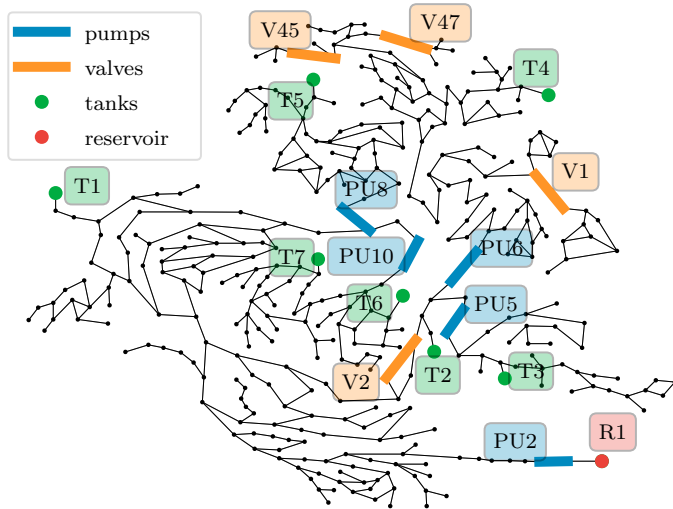 pumps
valves
tanks
reservoir
V45
V47
T4
T5
V1
T1
PU8
T7
PU10
PU6
T6
PU5
V2
T2
T3
PU2
R1